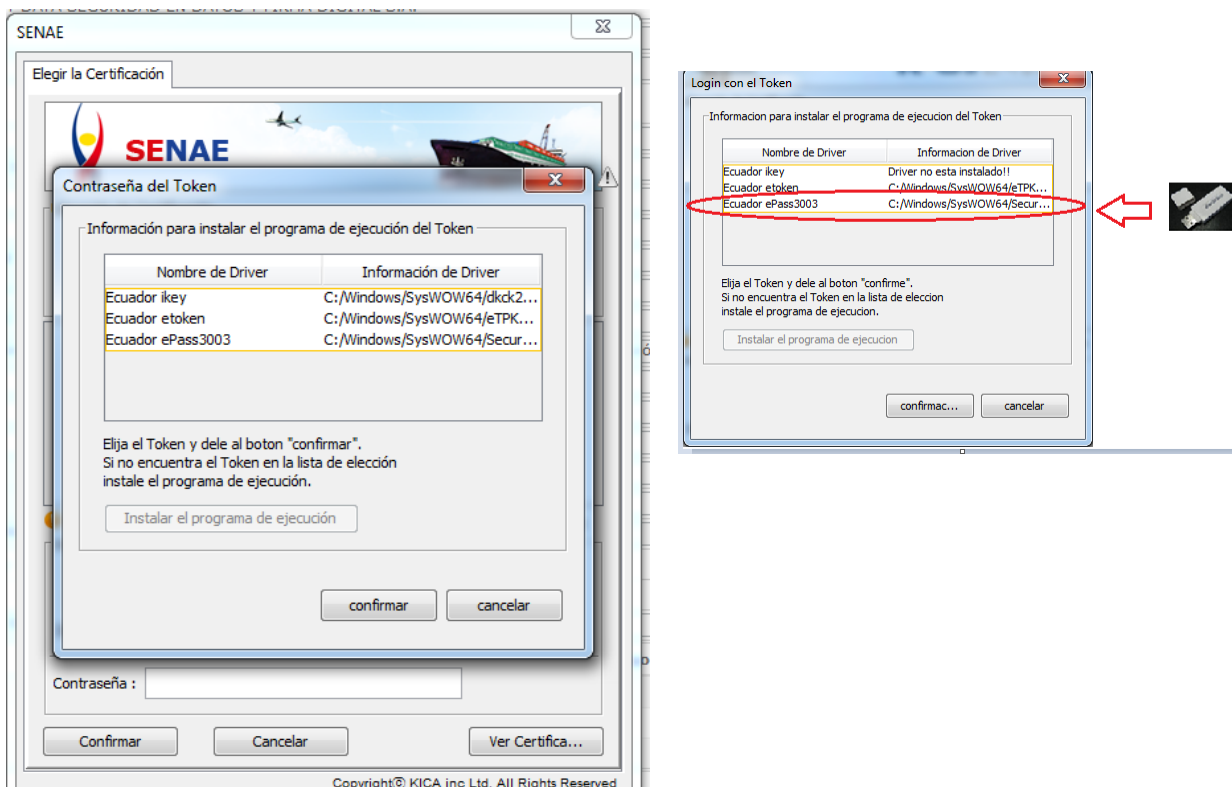 SENAE
Elegir la Certificación
SENAE
Contraseña del Token
Información para instalar el programa de ejecución del Token
Nombre de Driver Información de Driver
Ecuador ikey C:/Windows/SysWOW64/dkck2...
Ecuador etoken C:/Windows/SysWOW64/eTPK...
Ecuador ePass3003 C:/Windows/SysWOW64/Secur...
Elija el Token y dele al boton "confirmar".
Si no encuentra el Token en la lista de elección
instale el programa de ejecución.
Instalar el programa de ejecución
confirmar cancelar
Contraseña :
Confirmar Cancelar Ver Certifica...
Copyright© KICA inc Ltd. All Rights Reserved
Login con el Token
Informacion para instalar el programa de ejecucion del Token
Nombre de Driver Informacion de Driver
Ecuador ikey Driver no esta instalado!!
Ecuador etoken C:/Windows/SysWOW64/eTPK...
Ecuador ePass3003 C:/Windows/SysWOW64/Secur...
Elija el Token y dele al boton "confirme".
Si no encuentra el Token en la lista de eleccion
instale el programa de ejecucion.
Instalar el programa de ejecucion
confirmac... cancelar